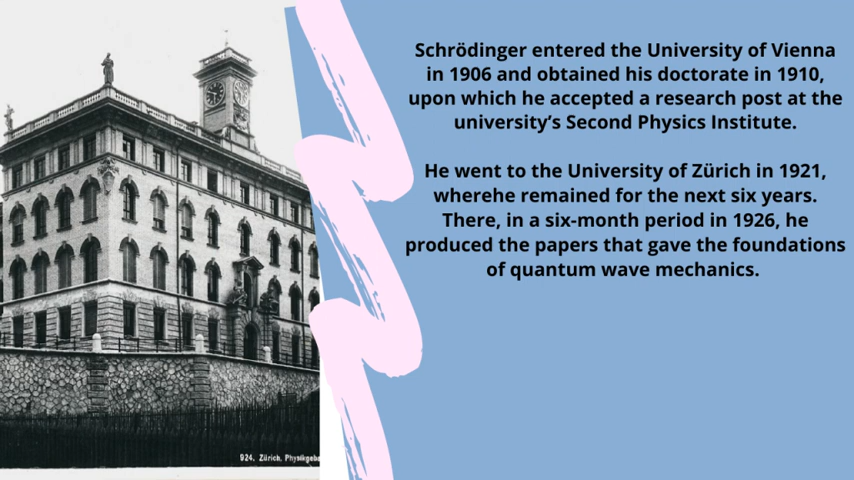 Schrödinger entered the University of Vienna
in 1906 and obtained his doctorate in 1910,
upon which he accepted a research post at the
university’s Second Physics Institute.
He went to the University of Zürich in 1921,
wherehe remained for the next six years.
There, in a six-month period in 1926, he
produced the papers that gave the foundations
of quantum wave mechanics.
924. Zürich, Physikgeb